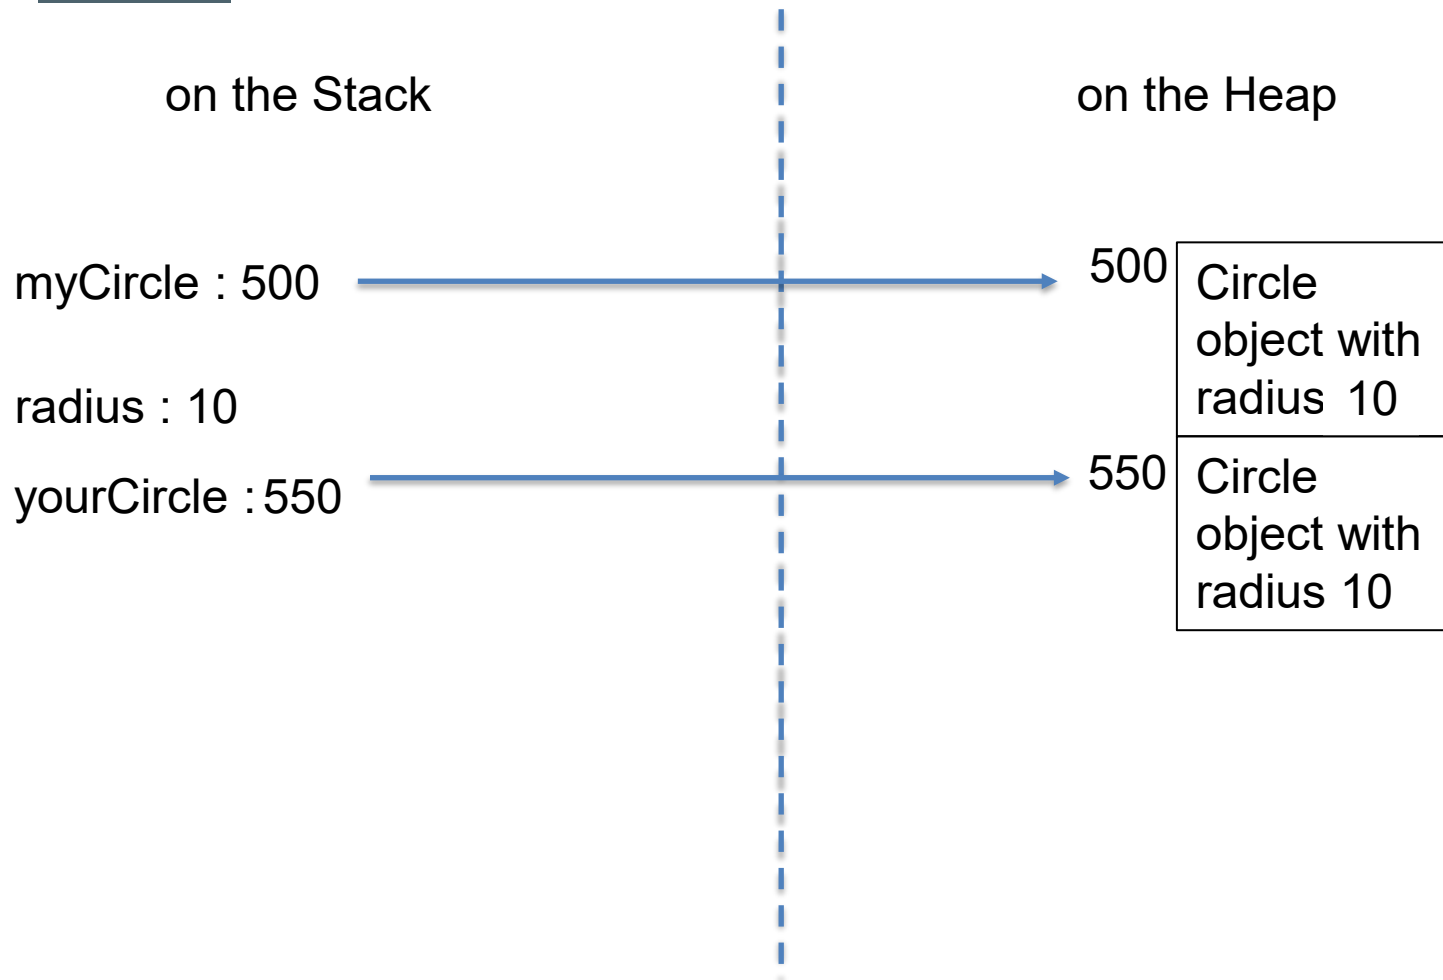 on the Stack
on the Heap
myCircle : 500
500
Circle
object with
radius 10
radius : 10
yourCircle : 550
550
Circle
object with
radius 10